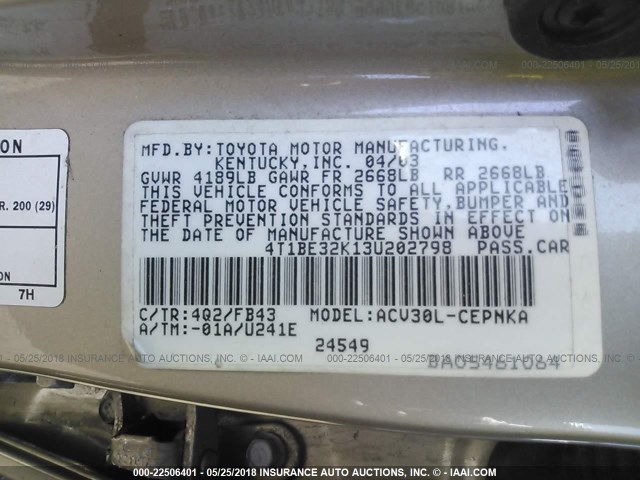 000-22506401 - 05/25/2018 INSURANCE AUTO AUCTIONS, INC. - IAAI.COM
ON
R. 200 (29)
ON
7H
MFD.BY:TOYOTA MOTOR MANUFACTURING,
KENTUCKY,INC. 04/03
GVWR 4189LB GAWR FR 2668LB RR 2668LB
THIS VEHICLE CONFORMS TO ALL APPLICABLE
FEDERAL MOTOR VEHICLE SAFETY,BUMPER AND
THEFT PREVENTION STANDARDS IN EFFECT ON
THE DATE OF MANUFACTURE SHOWN ABOVE
4T1BE32K13U202798 PASS.CAR
C/TR:4Q2/FB43 MODEL:ACV30L-CEPNKA
A/TM:-01A/U241E
24549
BA05481084
000-22506401 - 05/25/2018 INSURANCE AUTO AUCTIONS, INC. - IAAI.COM
000-22506401 - 05/25/2018 INSURANCE AUTO AUCTIONS, INC. - IAAI.COM